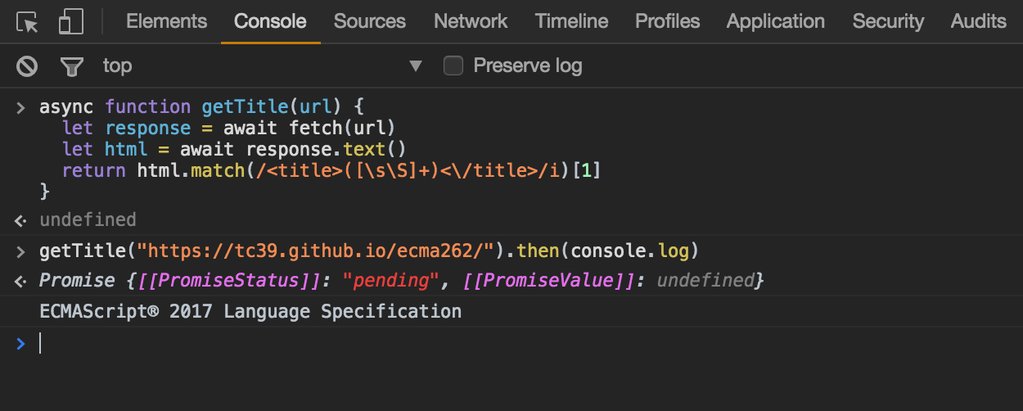 Elements Console Sources Network Timeline Profiles Application Security Audits
top ▼ Preserve log
> async function getTitle(url) {
  let response = await fetch(url)
  let html = await response.text()
  return html.match(/<title>([\s\S]+)<\/title>/i)[1]
}
undefined
> getTitle("https://tc39.github.io/ecma262/").then(console.log)
Promise {[[PromiseStatus]]: "pending", [[PromiseValue]]: undefined}
ECMAScript® 2017 Language Specification
>